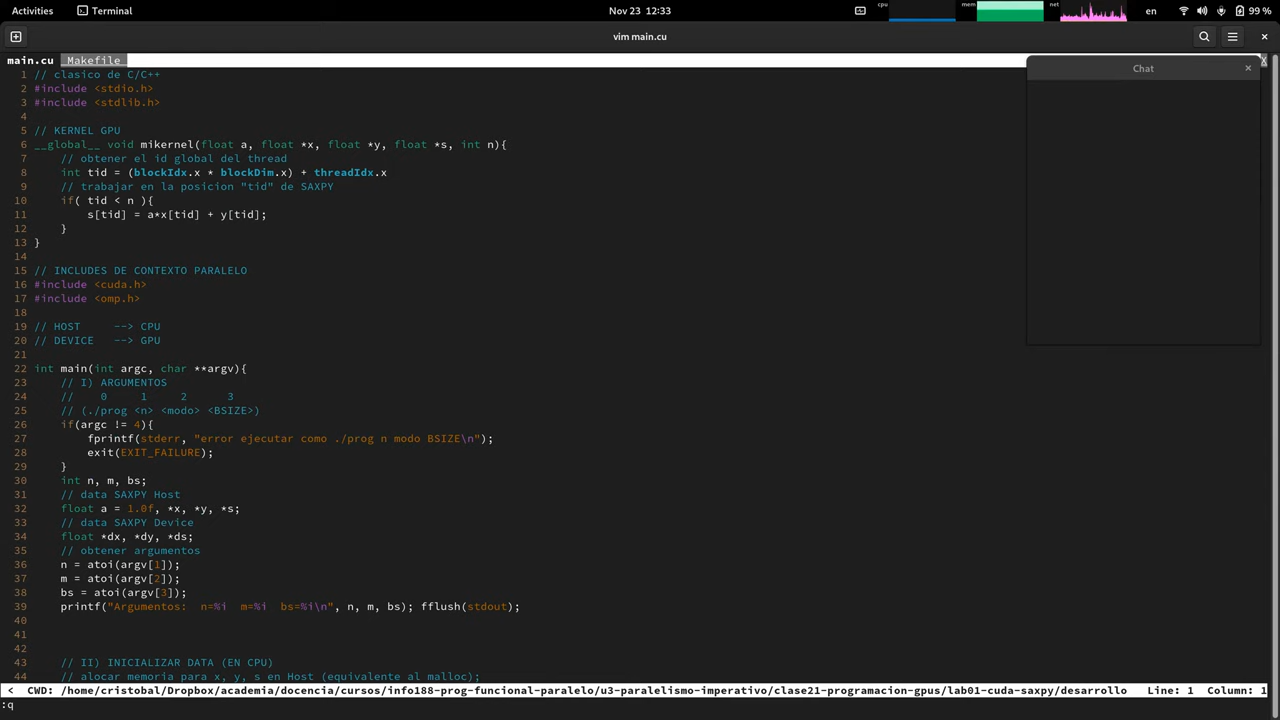 Activities Terminal Nov 23 12:33 cpu mem net en 99 %
vim main.cu
main.cu Makefile X
Chat
1 // clasico de C/C++
2 #include <stdio.h>
3 #include <stdlib.h>
4
5 // KERNEL GPU
6 __global__ void mikernel(float a, float *x, float *y, float *s, int n){
7     // obtener el id global del thread
8     int tid = (blockIdx.x * blockDim.x) + threadIdx.x
9     // trabajar en la posicion "tid" de SAXPY
10     if( tid < n ){
11         s[tid] = a*x[tid] + y[tid];
12     }
13 }
14
15 // INCLUDES DE CONTEXTO PARALELO
16 #include <cuda.h>
17 #include <omp.h>
18
19 // HOST     --> CPU
20 // DEVICE   --> GPU
21
22 int main(int argc, char **argv){
23     // I) ARGUMENTOS
24     //    0     1     2      3
25     // (./prog <n> <modo> <BSIZE>)
26     if(argc != 4){
27         fprintf(stderr, "error ejecutar como ./prog n modo BSIZE\n");
28         exit(EXIT_FAILURE);
29     }
30     int n, m, bs;
31     // data SAXPY Host
32     float a = 1.0f, *x, *y, *s;
33     // data SAXPY Device
34     float *dx, *dy, *ds;
35     // obtener argumentos
36     n = atoi(argv[1]);
37     m = atoi(argv[2]);
38     bs = atoi(argv[3]);
39     printf("Argumentos:  n=%i  m=%i  bs=%i\n", n, m, bs); fflush(stdout);
40
41
42
43     // II) INICIALIZAR DATA (EN CPU)
44     // alocar memoria para x, y, s en Host (equivalente al malloc);
<  CWD: /home/cristobal/Dropbox/academia/docencia/cursos/info188-prog-funcional-paralelo/u3-paralelismo-imperativo/clase21-programacion-gpus/lab01-cuda-saxpy/desarrollo   Line: 1  Column: 1
:q